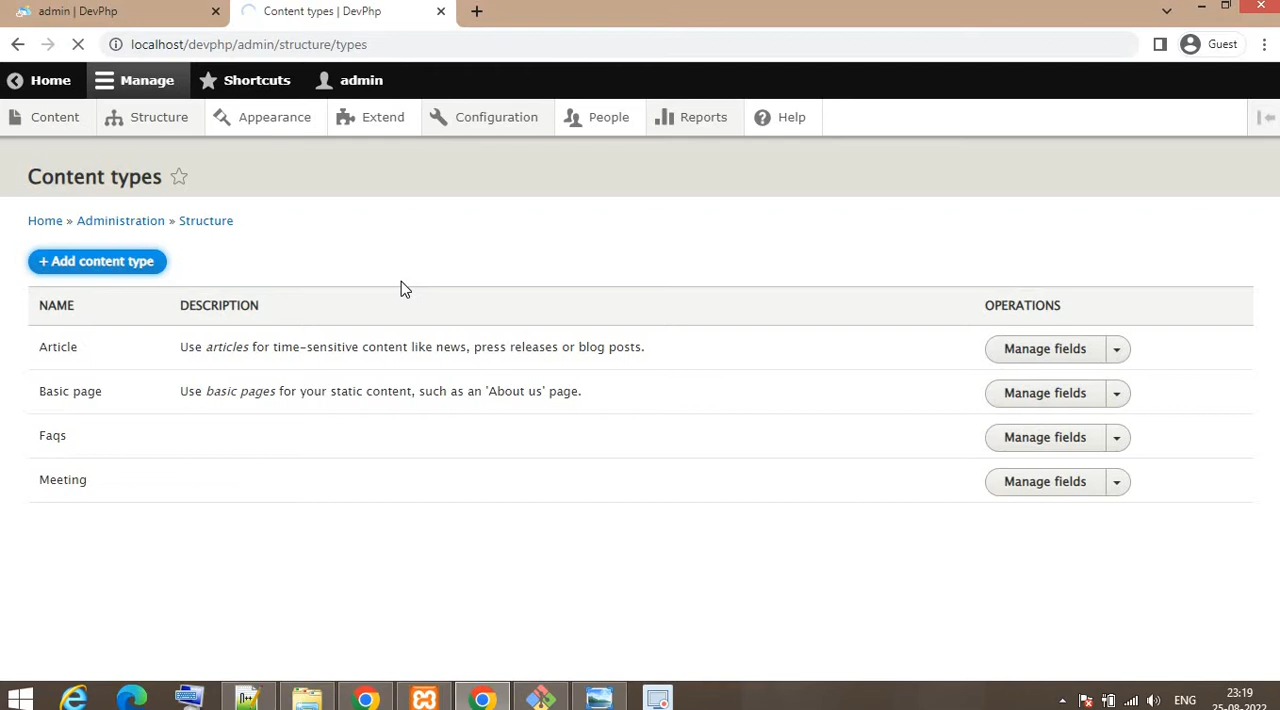 admin | DevPhp
Content types | DevPhp
localhost/devphp/admin/structure/types
Guest
Home
Manage
Shortcuts
admin
Content
Structure
Appearance
Extend
Configuration
People
Reports
Help
Content types
Home » Administration » Structure
+ Add content type
NAME DESCRIPTION OPERATIONS
Article Use articles for time-sensitive content like news, press releases or blog posts. Manage fields
Basic page Use basic pages for your static content, such as an 'About us' page. Manage fields
Faqs Manage fields
Meeting Manage fields
ENG
23:19
25-08-2022